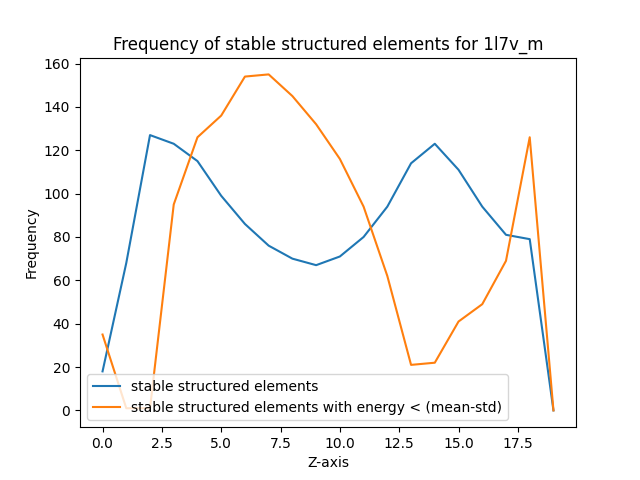 Frequency of stable structured elements for 1l7v_m
160
140
120
100
80
60
40
20
0
Frequency
stable structured elements
stable structured elements with energy < (mean-std)
0.0 2.5 5.0 7.5 10.0 12.5 15.0 17.5
Z-axis